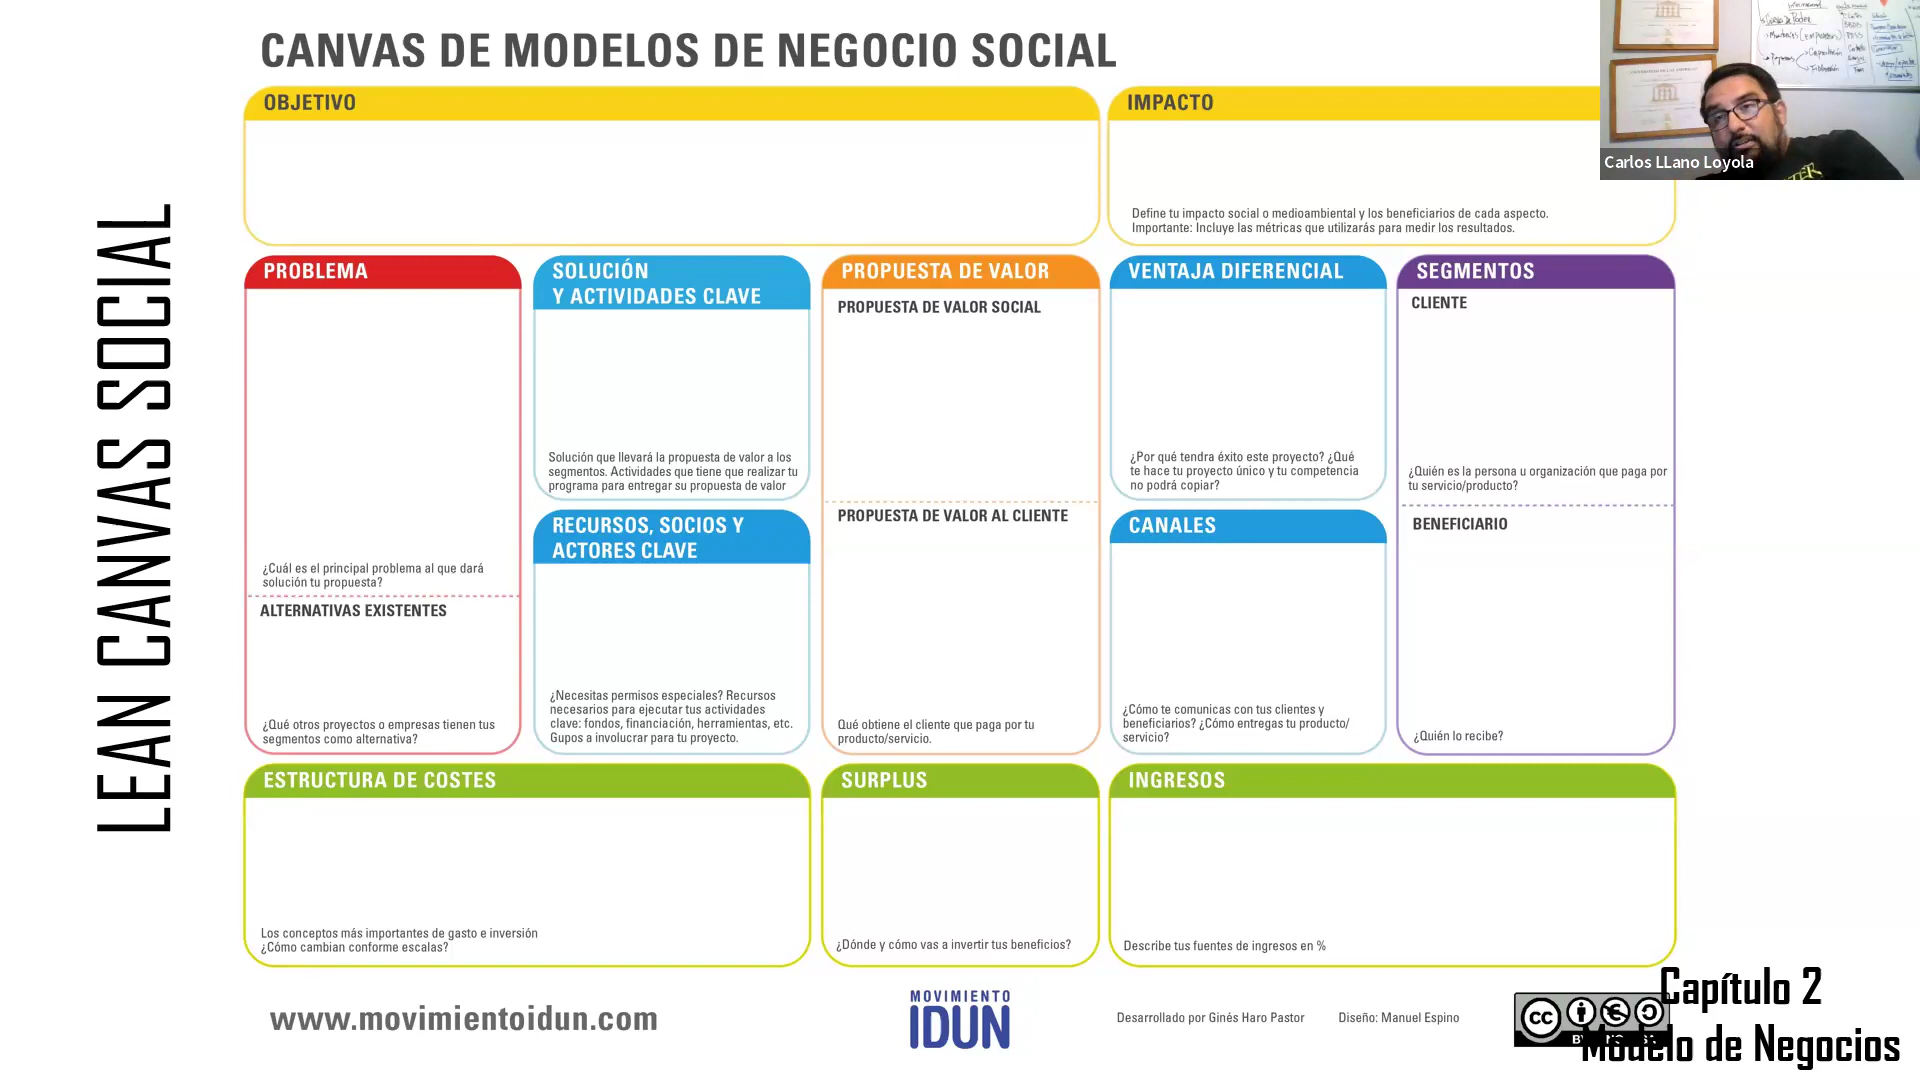 CANVAS DE MODELOS DE NEGOCIO SOCIAL
LEAN CANVAS SOCIAL
OBJETIVO
IMPACTO
Define tu impacto social o medioambiental y los beneficiarios de cada aspecto.
Importante: Incluye las métricas que utilizarás para medir los resultados.
Carlos LLano Loyola
PROBLEMA
¿Cuál es el principal problema al que dará
solución tu propuesta?
ALTERNATIVAS EXISTENTES
¿Qué otros proyectos o empresas tienen tus
segmentos como alternativa?
SOLUCIÓN
Y ACTIVIDADES CLAVE
Solución que llevará la propuesta de valor a los
segmentos. Actividades que tiene que realizar tu
programa para entregar su propuesta de valor
RECURSOS, SOCIOS Y
ACTORES CLAVE
¿Necesitas permisos especiales? Recursos
necesarios para ejecutar tus actividades
clave: fondos, financiación, herramientas, etc.
Gupos a involucrar para tu proyecto.
PROPUESTA DE VALOR
PROPUESTA DE VALOR SOCIAL
PROPUESTA DE VALOR AL CLIENTE
Qué obtiene el cliente que paga por tu
producto/servicio.
VENTAJA DIFERENCIAL
¿Por qué tendra éxito este proyecto? ¿Qué
te hace tu proyecto único y tu competencia
no podrá copiar?
CANALES
¿Cómo te comunicas con tus clientes y
beneficiarios? ¿Cómo entregas tu producto/
servicio?
SEGMENTOS
CLIENTE
¿Quién es la persona u organización que paga por
tu servicio/producto?
BENEFICIARIO
¿Quién lo recibe?
ESTRUCTURA DE COSTES
Los conceptos más importantes de gasto e inversión
¿Cómo cambian conforme escalas?
SURPLUS
¿Dónde y cómo vas a invertir tus beneficios?
INGRESOS
Describe tus fuentes de ingresos en %
www.movimientoidun.com
MOVIMIENTO
IDUN
Desarrollado por Ginés Haro Pastor
Diseño: Manuel Espino
cc
Capítulo 2
Modelo de Negocios